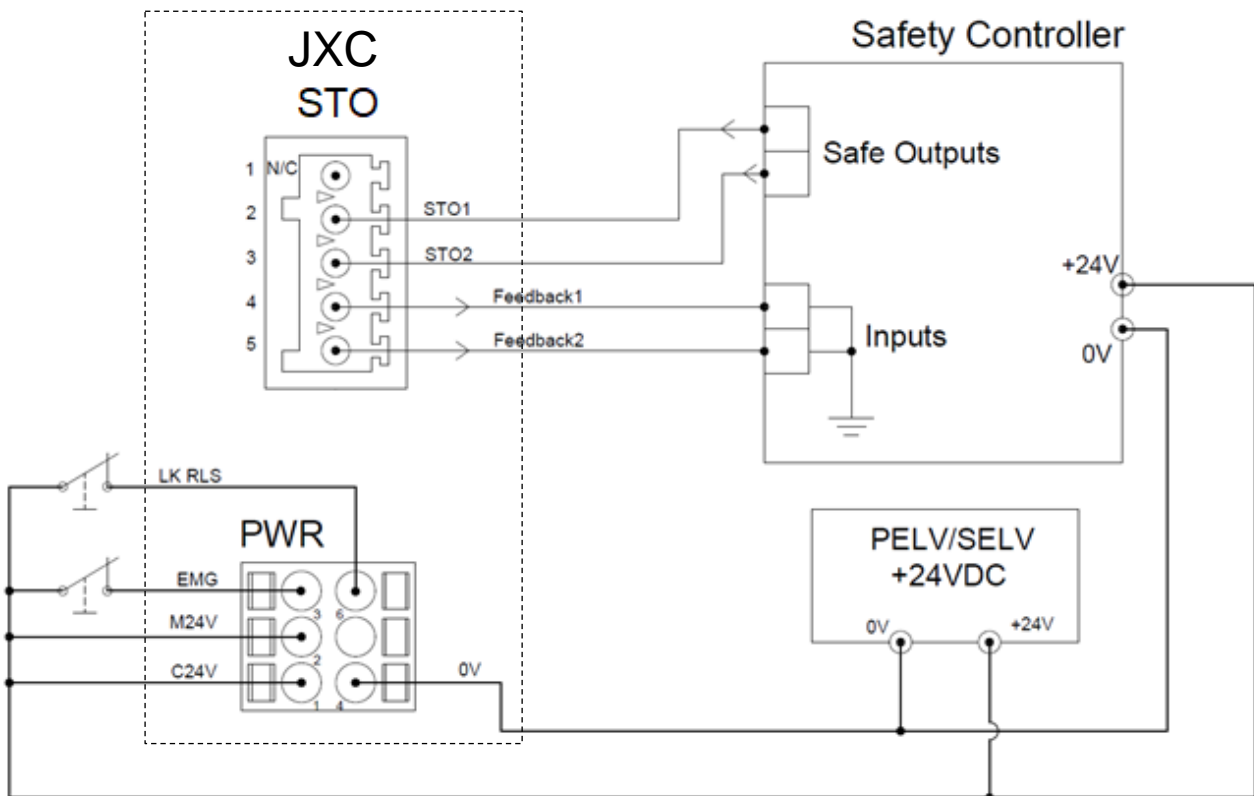 JXC
STO
Safety Controller
1 N/C
2
STO1
3
STO2
4
Feedback1
5
Feedback2
Safe Outputs
Inputs
+24V
0V
LK RLS
PWR
EMG
3 6
M24V
2
C24V
1 4
0V
PELV/SELV
+24VDC
0V
+24V